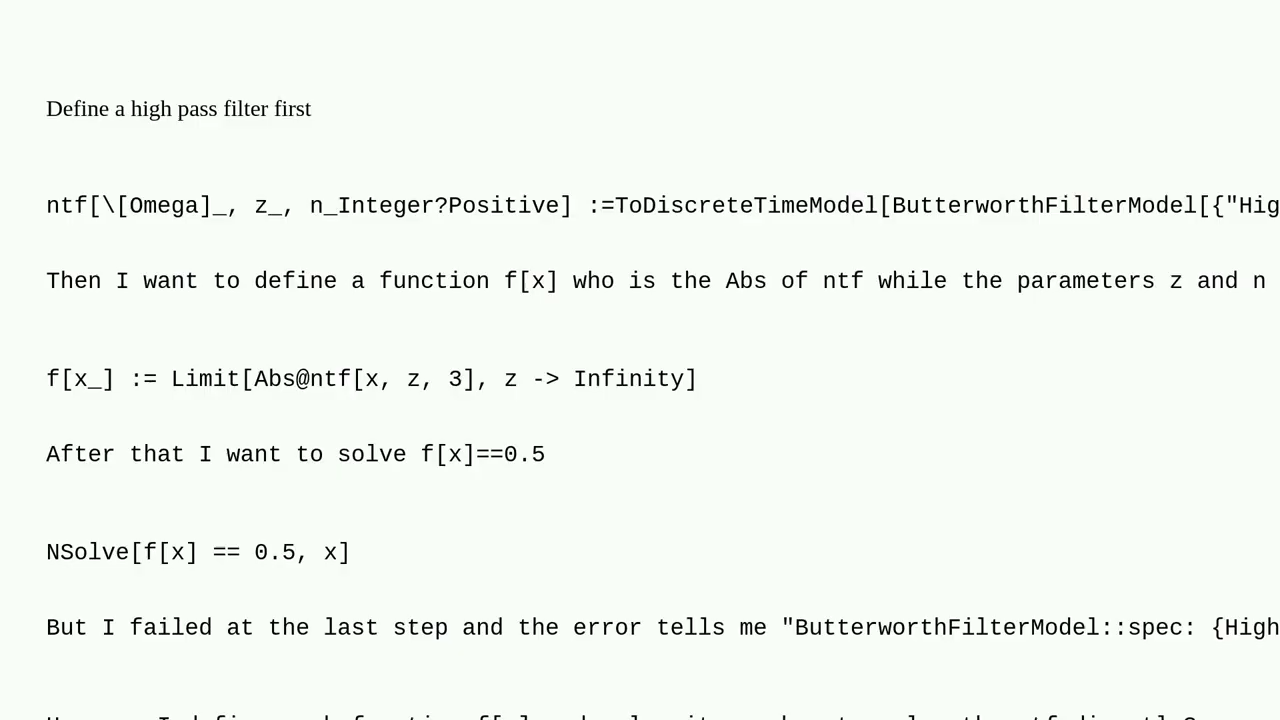 Define a high pass filter first
ntf[\[Omega]_, z_, n_Integer?Positive] :=ToDiscreteTimeModel[ButterworthFilterModel[{"Hig
Then I want to define a function f[x] who is the Abs of ntf while the parameters z and n
f[x_] := Limit[Abs@ntf[x, z, 3], z -> Infinity]
After that I want to solve f[x]==0.5
NSolve[f[x] == 0.5, x]
But I failed at the last step and the error tells me "ButterworthFilterModel::spec: {High